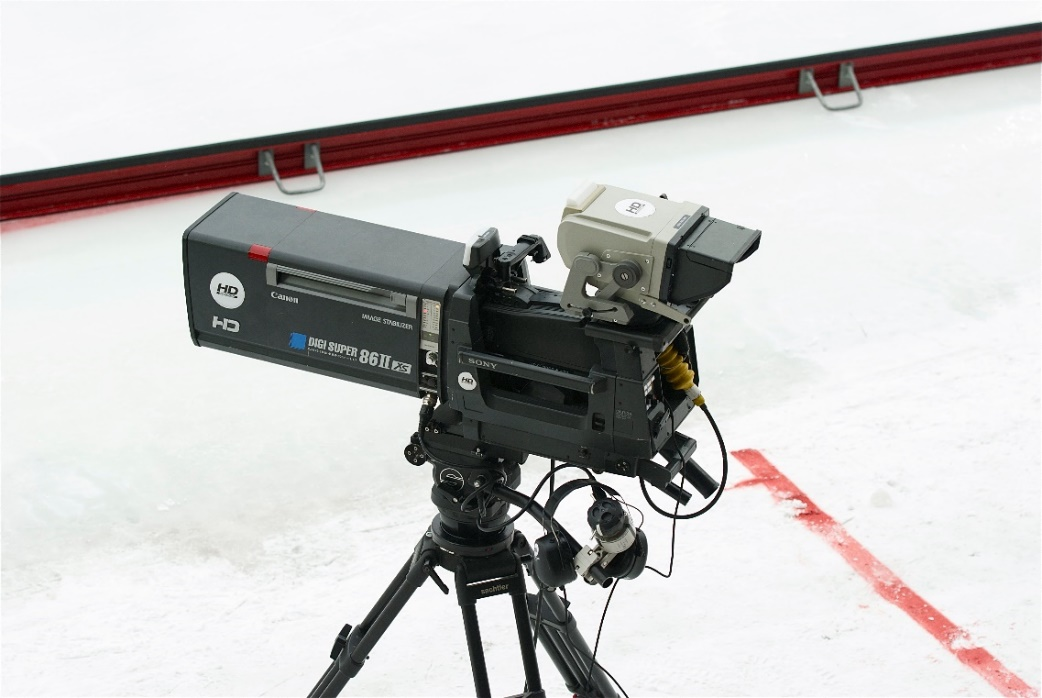 HD
HD
HD
Canon
IMAGE STABILIZER
DIGI SUPER 86II XS
SONY
HD
sachtler